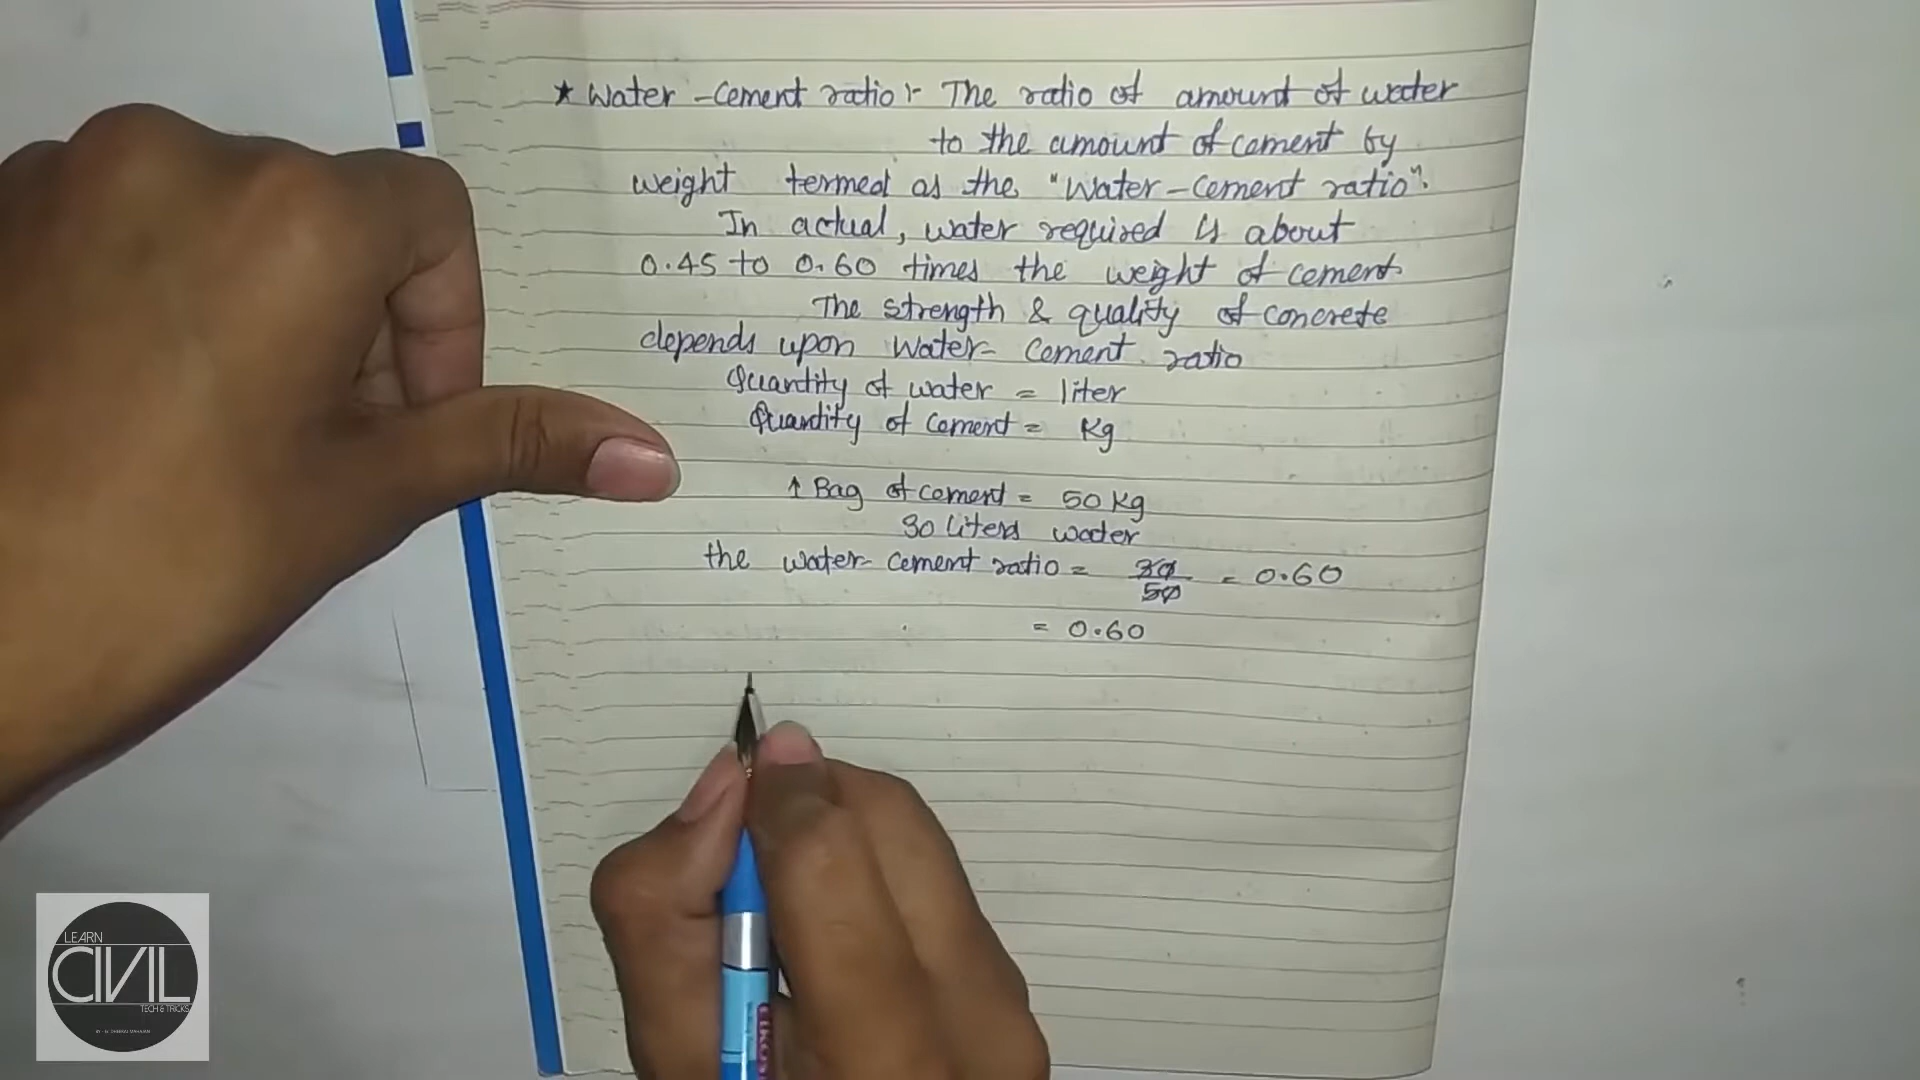 ★ Water-Cement ratio:- The ratio of amount of water
to the amount of cement by
weight termed as the "Water-Cement ratio".
In actual, water required is about
0.45 to 0.60 times the weight of cement.
The strength & quality of concrete
depends upon Water-Cement ratio
Quantity of water = liter
Quantity of Cement = Kg
1 Bag of cement = 50 Kg
30 liters water
the water-cement ratio = 30/50 = 0.60
= 0.60
LEARN
CIVIL
TECH & TRICKS